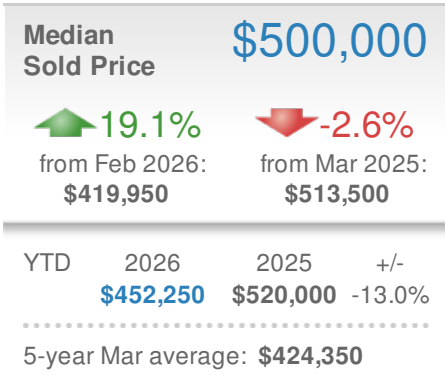 Median $500,000
Sold Price
19.1% -2.6%
from Feb 2026: from Mar 2025:
$419,950 $513,500
YTD 2026 2025 +/-
$452,250 $520,000 -13.0%
5-year Mar average: $424,350